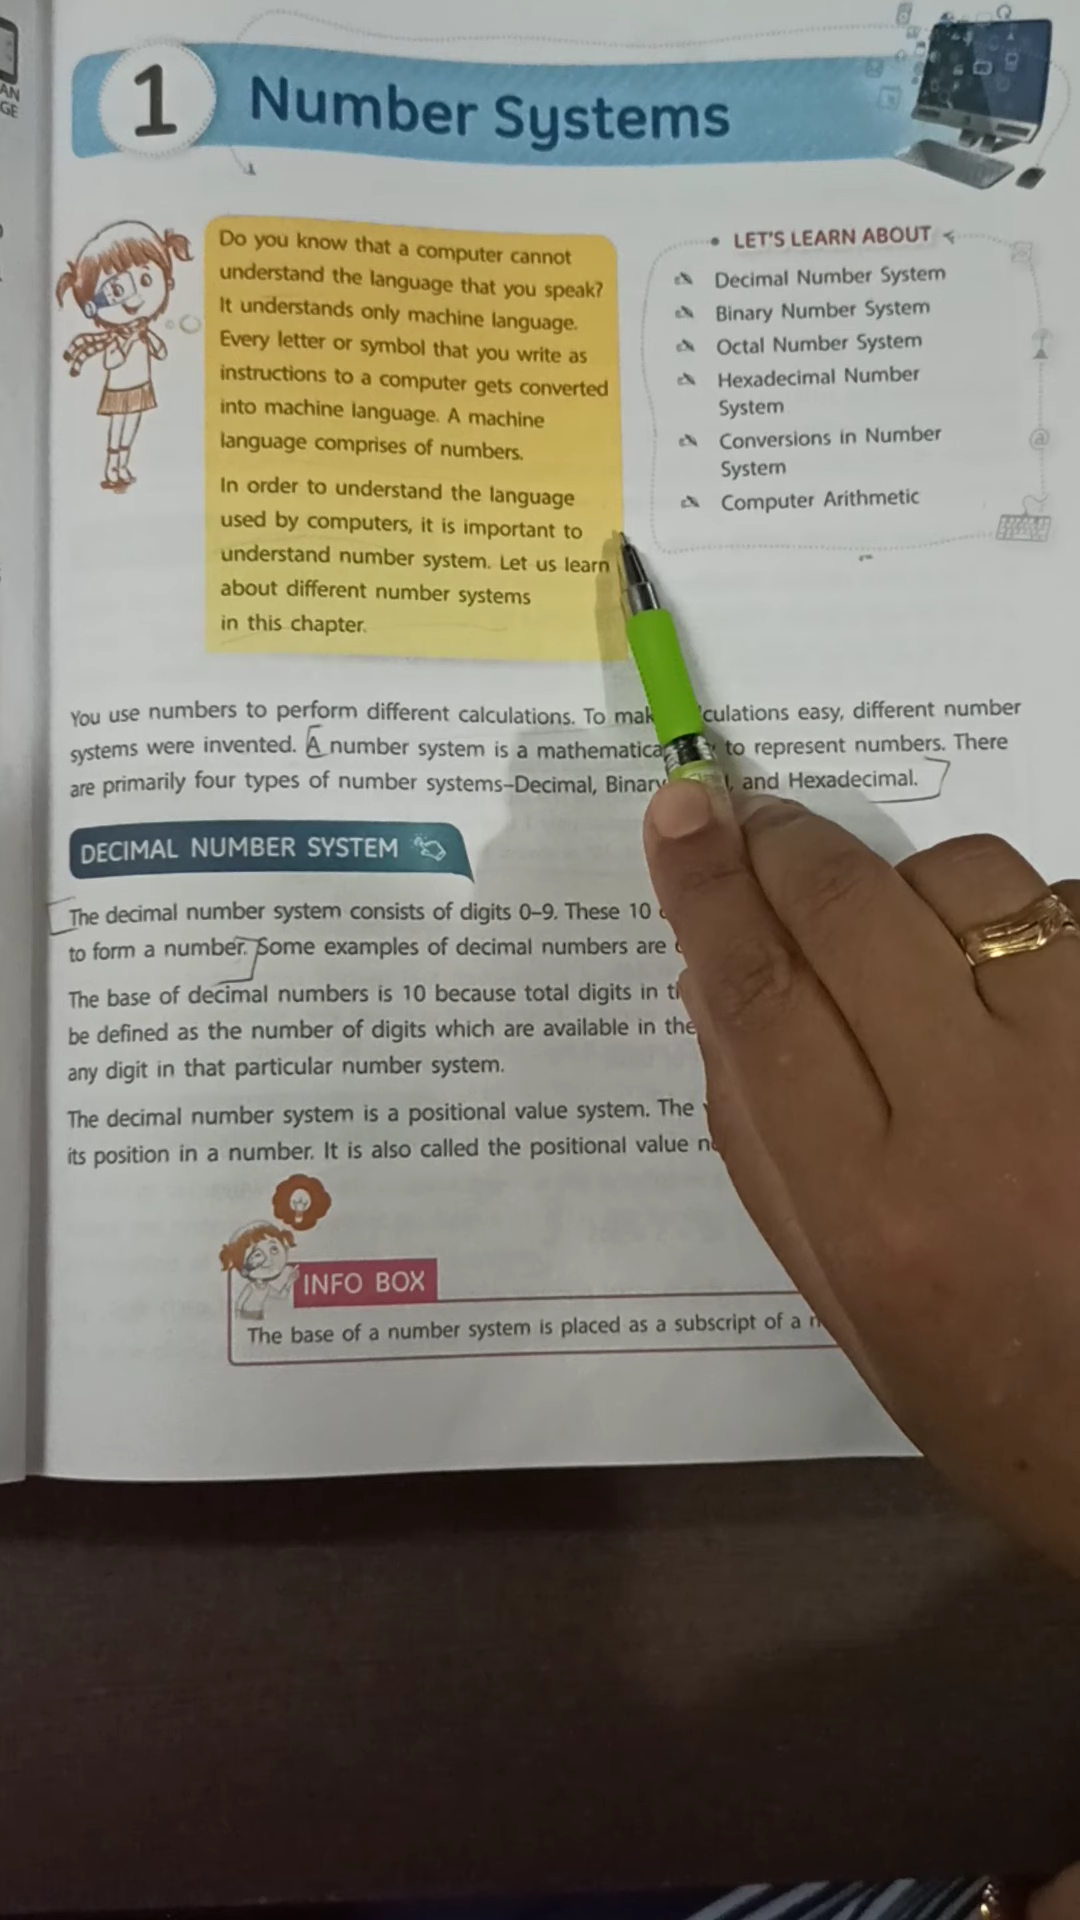 AN
GE
1 Number Systems
Do you know that a computer cannot
understand the language that you speak?
It understands only machine language.
Every letter or symbol that you write as
instructions to a computer gets converted
into machine language. A machine
language comprises of numbers.
In order to understand the language
used by computers, it is important to
understand number system. Let us learn
about different number systems
in this chapter.
LET'S LEARN ABOUT
Decimal Number System
Binary Number System
Octal Number System
Hexadecimal Number
System
Conversions in Number
System
Computer Arithmetic
You use numbers to perform different calculations. To culations easy, different number
systems were invented. A number system is a mathematica to represent numbers. There
are primarily four types of number systems–Decimal, Binary and Hexadecimal.
DECIMAL NUMBER SYSTEM
The decimal number system consists of digits 0–9. These 10
to form a number. Some examples of decimal numbers are
The base of decimal numbers is 10 because total digits in
be defined as the number of digits which are available in the
any digit in that particular number system.
The decimal number system is a positional value system. The
its position in a number. It is also called the positional value
INFO BOX
The base of a number system is placed as a subscript of a